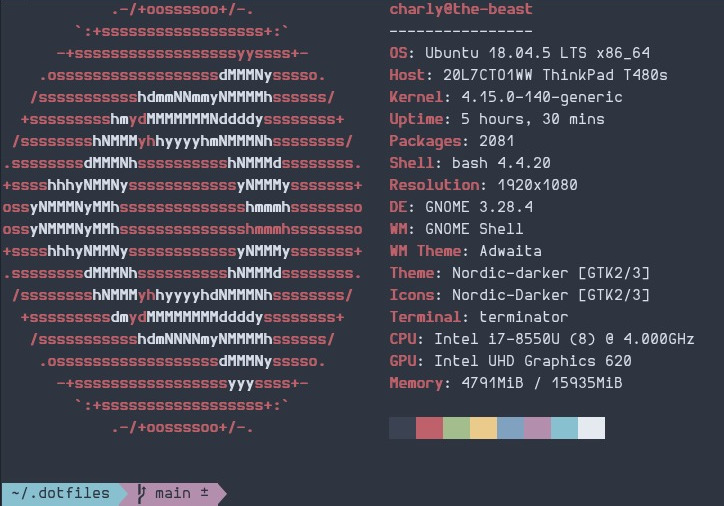 .-/+oossssoo+/-.               charly@the-beast
        `:+ssssssssssssssssss+:`           ----------------
      -+ssssssssssssssssssyyssss+-         OS: Ubuntu 18.04.5 LTS x86_64
    .ossssssssssssssssssdMMMNysssso.       Host: 20L7CTO1WW ThinkPad T480s
   /ssssssssssshdmmNNmmyNMMMMhssssss/      Kernel: 4.15.0-140-generic
  +ssssssssshmydMMMMMMMNddddyssssssss+     Uptime: 5 hours, 30 mins
 /sssssssshNMMMyhhyyyyhmNMMMNhssssssss/    Packages: 2081
.ssssssssdMMMNhsssssssssshNMMMdssssssss.   Shell: bash 4.4.20
+sssshhhyNMMNyssssssssssssyNMMMysssssss+   Resolution: 1920x1080
ossyNMMMNyMMhsssssssssssssshmmmhssssssso   DE: GNOME 3.28.4
ossyNMMMNyMMhsssssssssssssshmmmhssssssso   WM: GNOME Shell
+sssshhhyNMMNyssssssssssssyNMMMysssssss+   WM Theme: Adwaita
.ssssssssdMMMNhsssssssssshNMMMdssssssss.   Theme: Nordic-darker [GTK2/3]
 /sssssssshNMMMyhhyyyyhdNMMMNhssssssss/    Icons: Nordic-darker [GTK2/3]
  +sssssssssdmydMMMMMMMMddddyssssssss+     Terminal: terminator
   /ssssssssssshdmNNNNmyNMMMMhssssss/      CPU: Intel i7-8550U (8) @ 4.000GHz
    .ossssssssssssssssssdMMMNysssso.       GPU: Intel UHD Graphics 620
      -+sssssssssssssssssyyyssss+-         Memory: 4791MiB / 15935MiB
        `:+ssssssssssssssssss+:`
            .-/+oossssoo+/-.
~/.dotfiles main ±